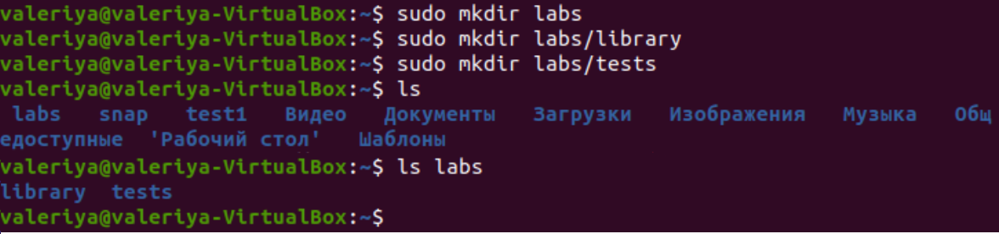 valeriya@valeriya-VirtualBox:~$ sudo mkdir labs
valeriya@valeriya-VirtualBox:~$ sudo mkdir labs/library
valeriya@valeriya-VirtualBox:~$ sudo mkdir labs/tests
valeriya@valeriya-VirtualBox:~$ ls
labs snap test1 Видео Документы Загрузки Изображения Музыка Общ
едоступные 'Рабочий стол' Шаблоны
valeriya@valeriya-VirtualBox:~$ ls labs
library tests
valeriya@valeriya-VirtualBox:~$